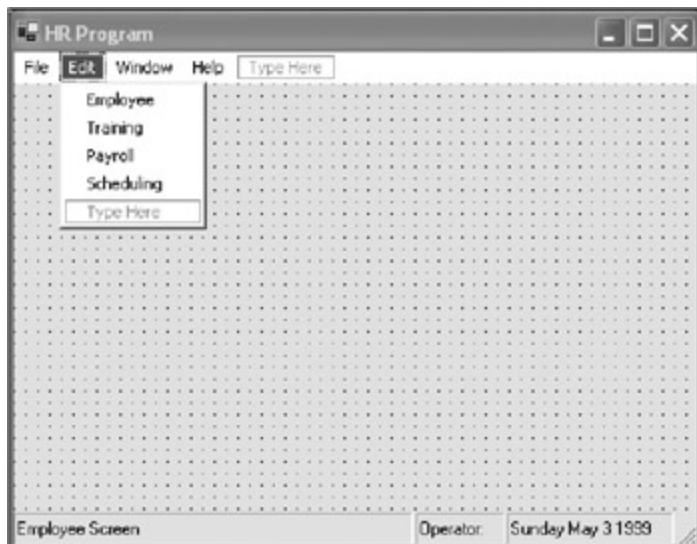 HR Program
File Edit Window Help Type Here
Employee
Training
Payroll
Scheduling
Type Here
Employee Screen Operator: Sunday May 3 1999